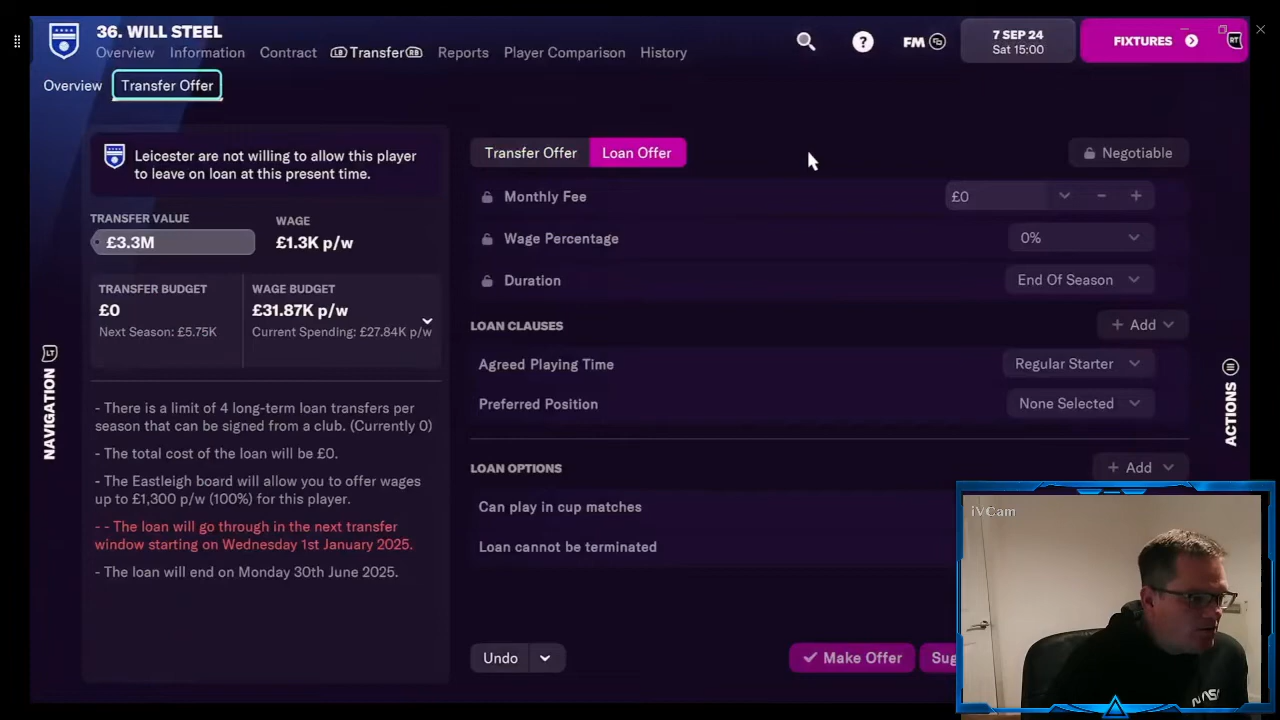 36. WILL STEEL
Overview Information Contract LB Transfer RB Reports Player Comparison History
FM
7 SEP 24
Sat 15:00
FIXTURES
RT
Overview Transfer Offer
Leicester are not willing to allow this player
to leave on loan at this present time.
TRANSFER VALUE
£3.3M
WAGE
£1.3K p/w
TRANSFER BUDGET
£0
Next Season: £5.75K
WAGE BUDGET
£31.87K p/w
Current Spending: £27.84K p/w
- There is a limit of 4 long-term loan transfers per
season that can be signed from a club. (Currently 0)
- The total cost of the loan will be £0.
- The Eastleigh board will allow you to offer wages
up to £1,300 p/w (100%) for this player.
- - The loan will go through in the next transfer
window starting on Wednesday 1st January 2025.
- The loan will end on Monday 30th June 2025.
LT
NAVIGATION
Transfer Offer Loan Offer
Negotiable
Monthly Fee £0 - +
Wage Percentage 0%
Duration End Of Season
LOAN CLAUSES + Add
Agreed Playing Time Regular Starter
Preferred Position None Selected
LOAN OPTIONS + Add
Can play in cup matches
Loan cannot be terminated
Undo
Make Offer
Sug
ACTIONS
iVCam
NASA